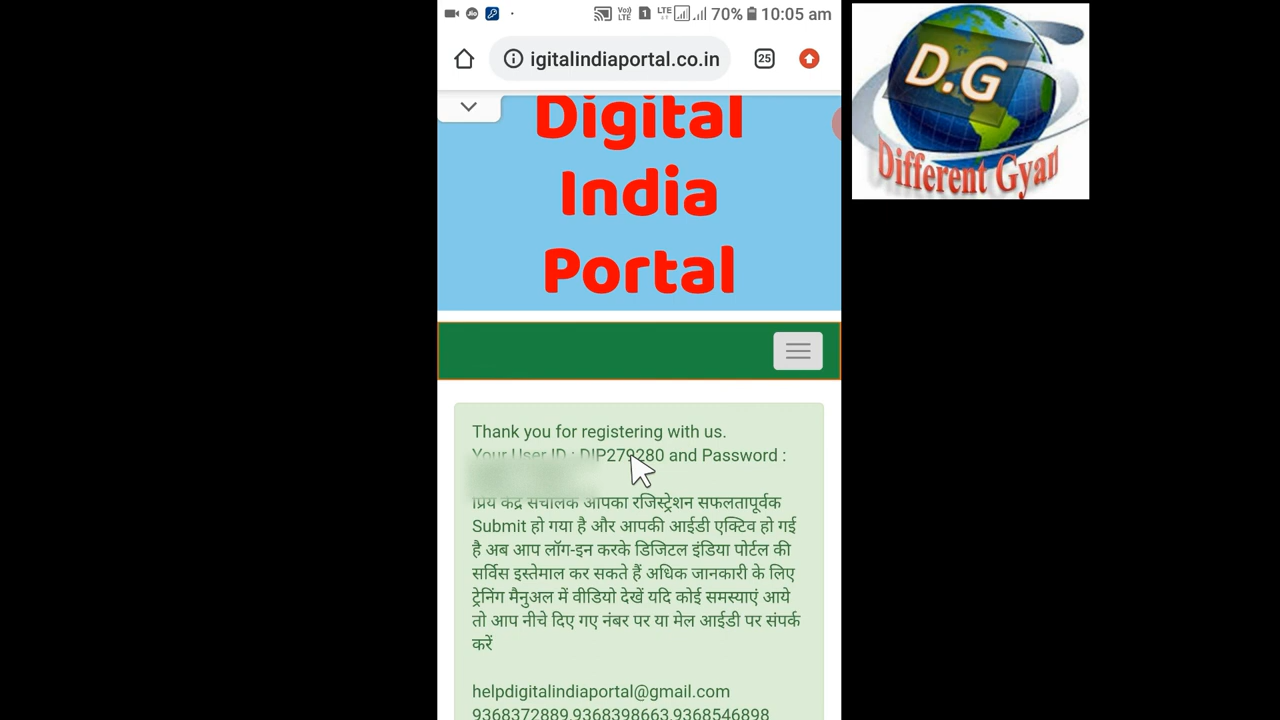 70% 10:05 am
igitalindiaportal.co.in 25
D.G
Different Gyan
Digital
India
Portal
Thank you for registering with us.
Your User ID : DIP279280 and Password :
प्रिय केंद्र संचालक आपका रजिस्ट्रेशन सफलतापूर्वक
Submit हो गया है और आपकी आईडी एक्टिव हो गई
है अब आप लॉग-इन करके डिजिटल इंडिया पोर्टल की
सर्विस इस्तेमाल कर सकते हैं अधिक जानकारी के लिए
ट्रेनिंग मैनुअल में वीडियो देखें यदि कोई समस्याएं आये
तो आप नीचे दिए गए नंबर पर या मेल आईडी पर संपर्क
करें
helpdigitalindiaportal@gmail.com
9368372889,9368398663,9368546898